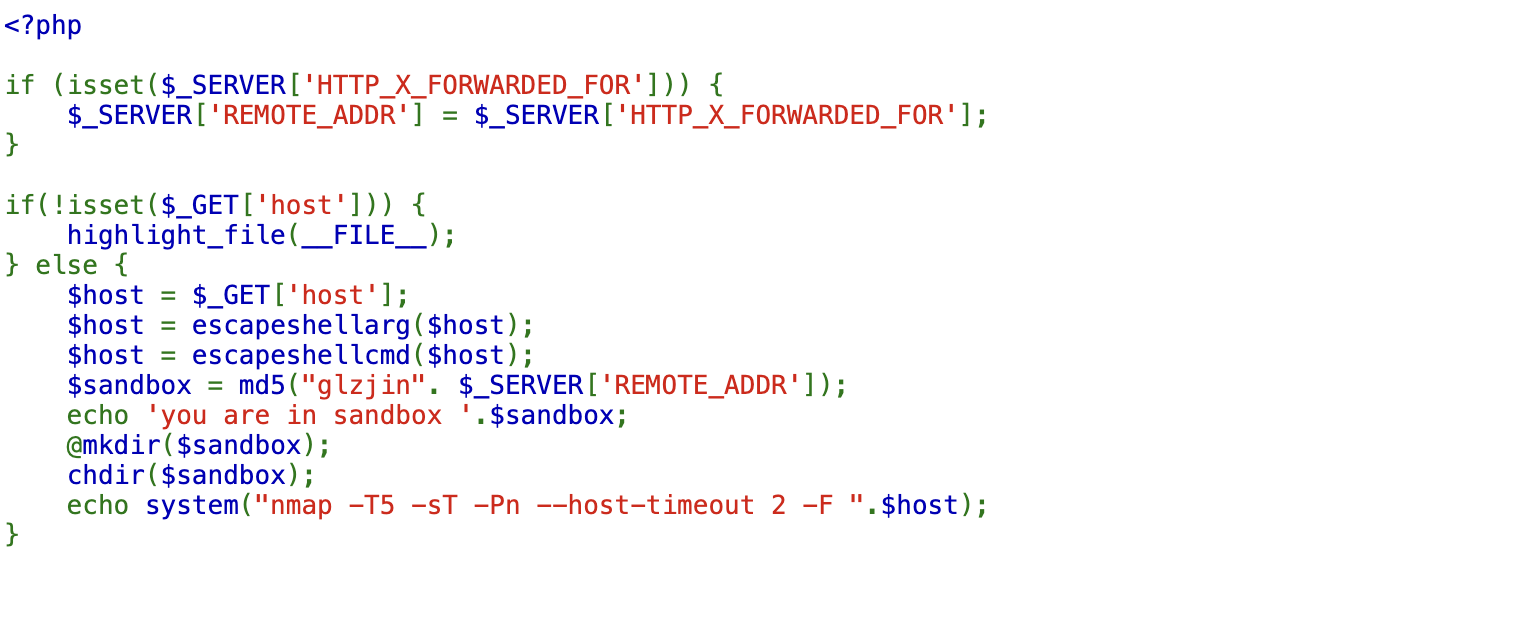 <?php
if (isset($_SERVER['HTTP_X_FORWARDED_FOR'])) {
    $_SERVER['REMOTE_ADDR'] = $_SERVER['HTTP_X_FORWARDED_FOR'];
}
if(!isset($_GET['host'])) {
    highlight_file(__FILE__);
} else {
    $host = $_GET['host'];
    $host = escapeshellarg($host);
    $host = escapeshellcmd($host);
    $sandbox = md5("glzjin". $_SERVER['REMOTE_ADDR']);
    echo 'you are in sandbox '.$sandbox;
    @mkdir($sandbox);
    chdir($sandbox);
    echo system("nmap -T5 -sT -Pn --host-timeout 2 -F ".$host);
}